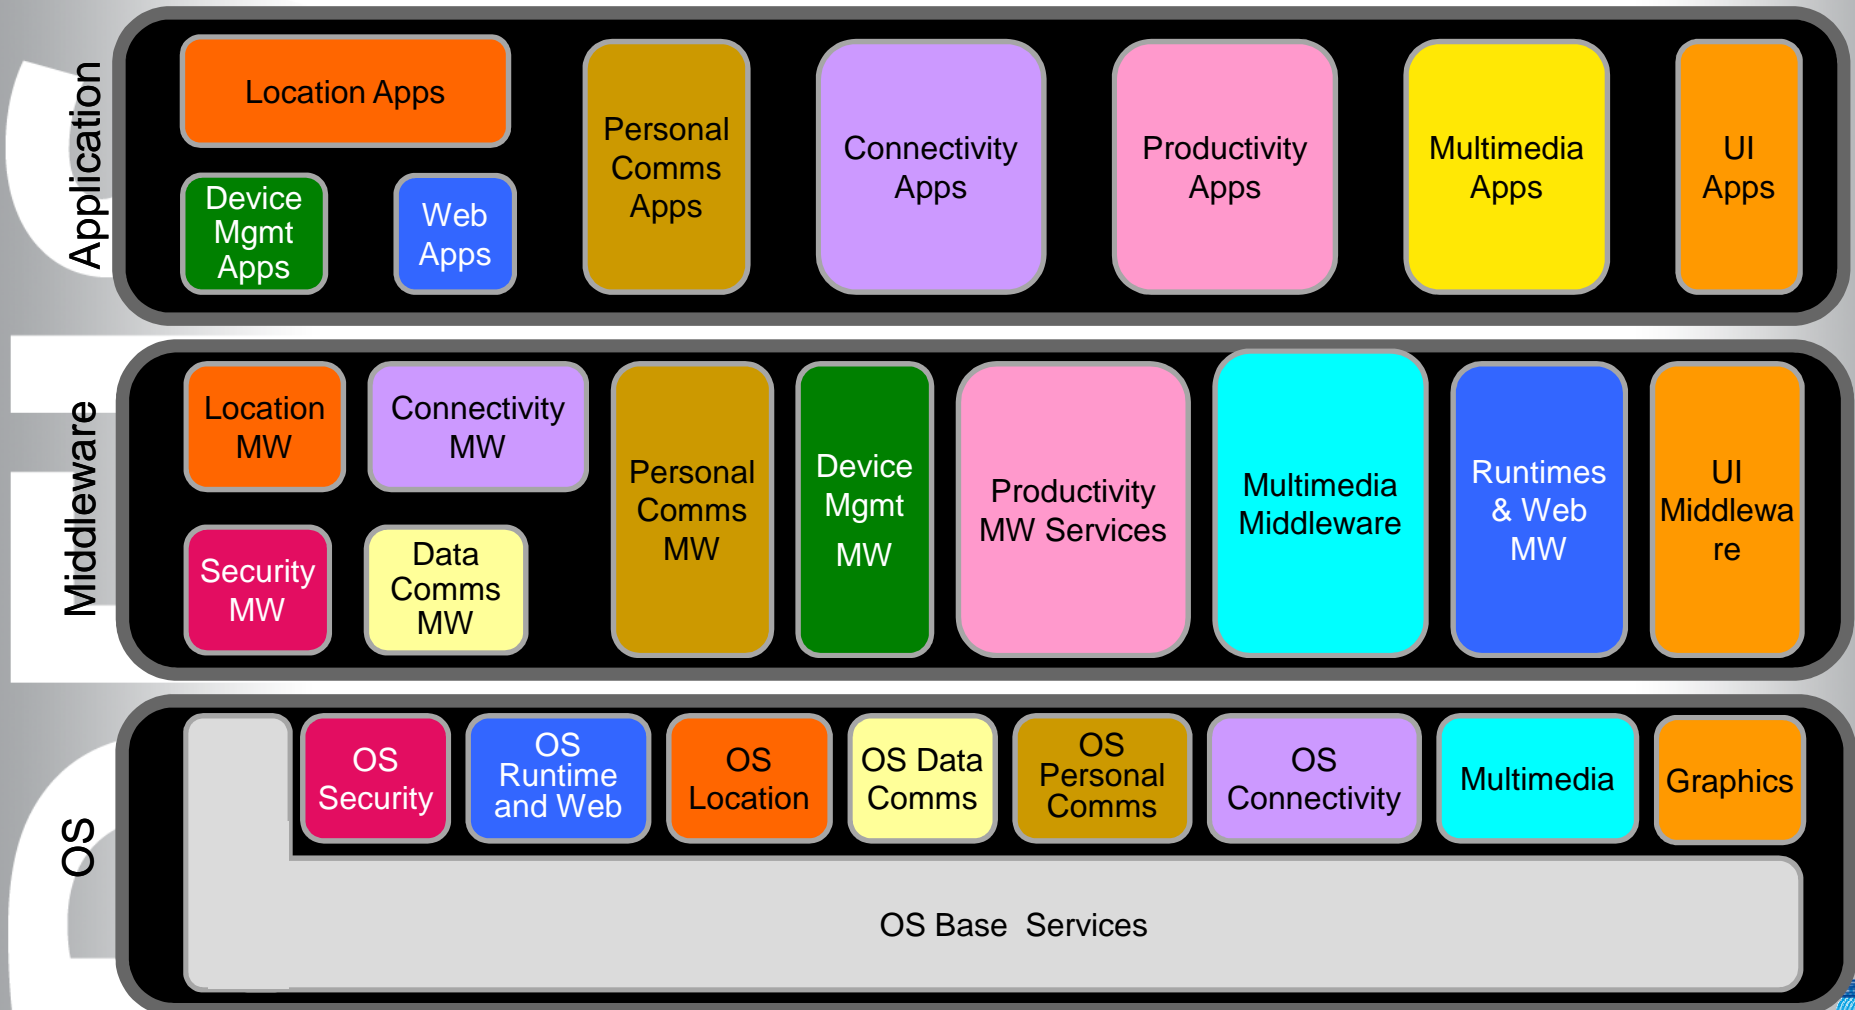 Application
Location Apps
Device
Mgmt
Apps
Web
Apps
Personal
Comms
Apps
Connectivity
Apps
Productivity
Apps
Multimedia
Apps
UI
Apps
Middleware
Location
MW
Connectivity
MW
Security
MW
Data
Comms
MW
Personal
Comms
MW
Device
Mgmt
MW
Productivity
MW Services
Multimedia
Middleware
Runtimes
& Web
MW
UI
Middlewa
re
OS
OS
Security
OS
Runtime
and Web
OS
Location
OS Data
Comms
OS
Personal
Comms
OS
Connectivity
Multimedia
Graphics
OS Base  Services